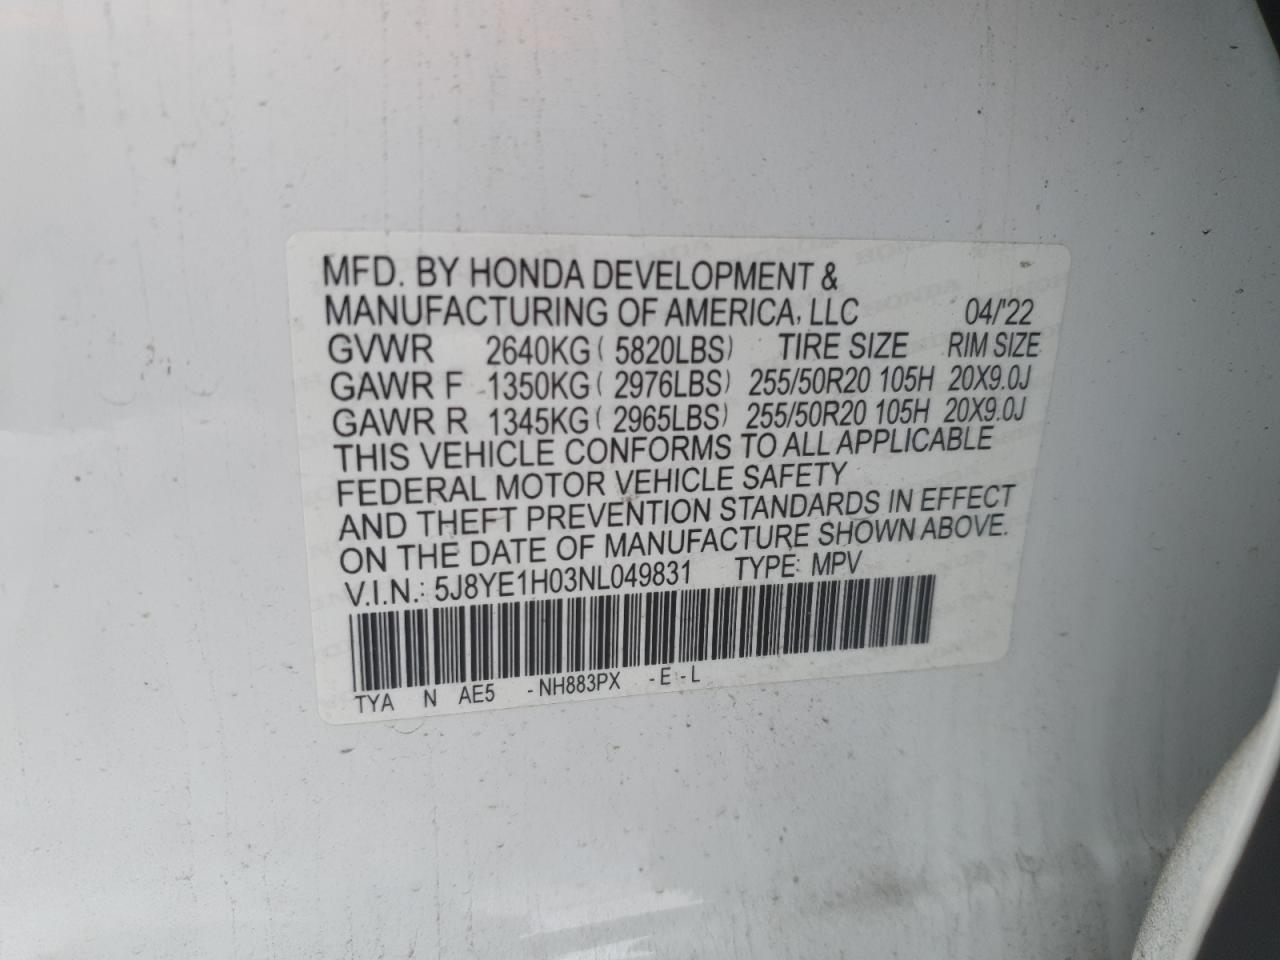 MFD. BY HONDA DEVELOPMENT &
MANUFACTURING OF AMERICA, LLC 04/'22
GVWR 2640KG ( 5820LBS) TIRE SIZE RIM SIZE
GAWR F 1350KG ( 2976LBS) 255/50R20 105H 20X9.0J
GAWR R 1345KG ( 2965LBS) 255/50R20 105H 20X9.0J
THIS VEHICLE CONFORMS TO ALL APPLICABLE
FEDERAL MOTOR VEHICLE SAFETY
AND THEFT PREVENTION STANDARDS IN EFFECT
ON THE DATE OF MANUFACTURE SHOWN ABOVE.
V.I.N.: 5J8YE1H03NL049831 TYPE: MPV
TYA N AE5 -NH883PX -E-L